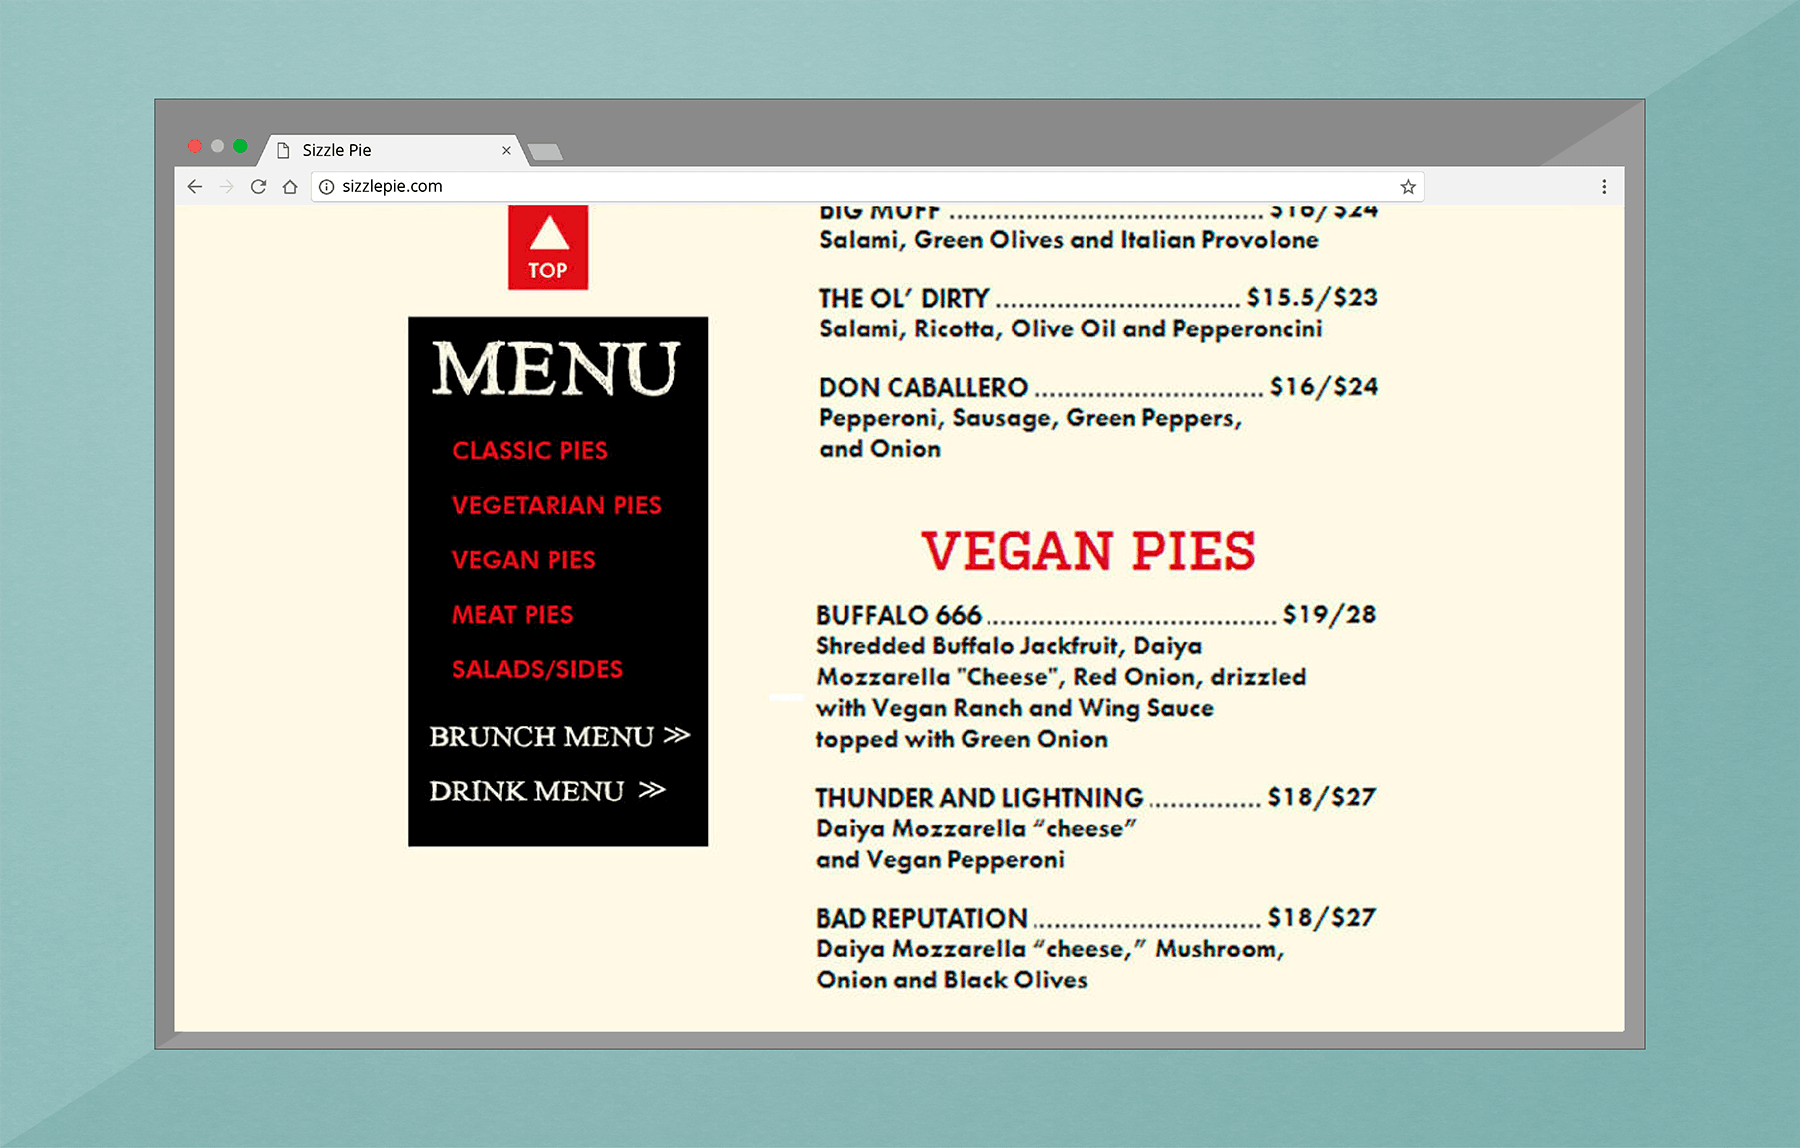 Sizzle Pie
sizzlepie.com
TOP
MENU
CLASSIC PIES
VEGETARIAN PIES
VEGAN PIES
MEAT PIES
SALADS/SIDES
BRUNCH MENU >>
DRINK MENU >>
BIG MUFF ......................................... $16/$24
Salami, Green Olives and Italian Provolone
THE OL’ DIRTY ................................ $15.5/$23
Salami, Ricotta, Olive Oil and Pepperoncini
DON CABALLERO .............................. $16/$24
Pepperoni, Sausage, Green Peppers,
and Onion
VEGAN PIES
BUFFALO 666 ...................................... $19/28
Shredded Buffalo Jackfruit, Daiya
Mozzarella "Cheese", Red Onion, drizzled
with Vegan Ranch and Wing Sauce
topped with Green Onion
THUNDER AND LIGHTNING ............... $18/$27
Daiya Mozzarella “cheese”
and Vegan Pepperoni
BAD REPUTATION .............................. $18/$27
Daiya Mozzarella “cheese,” Mushroom,
Onion and Black Olives